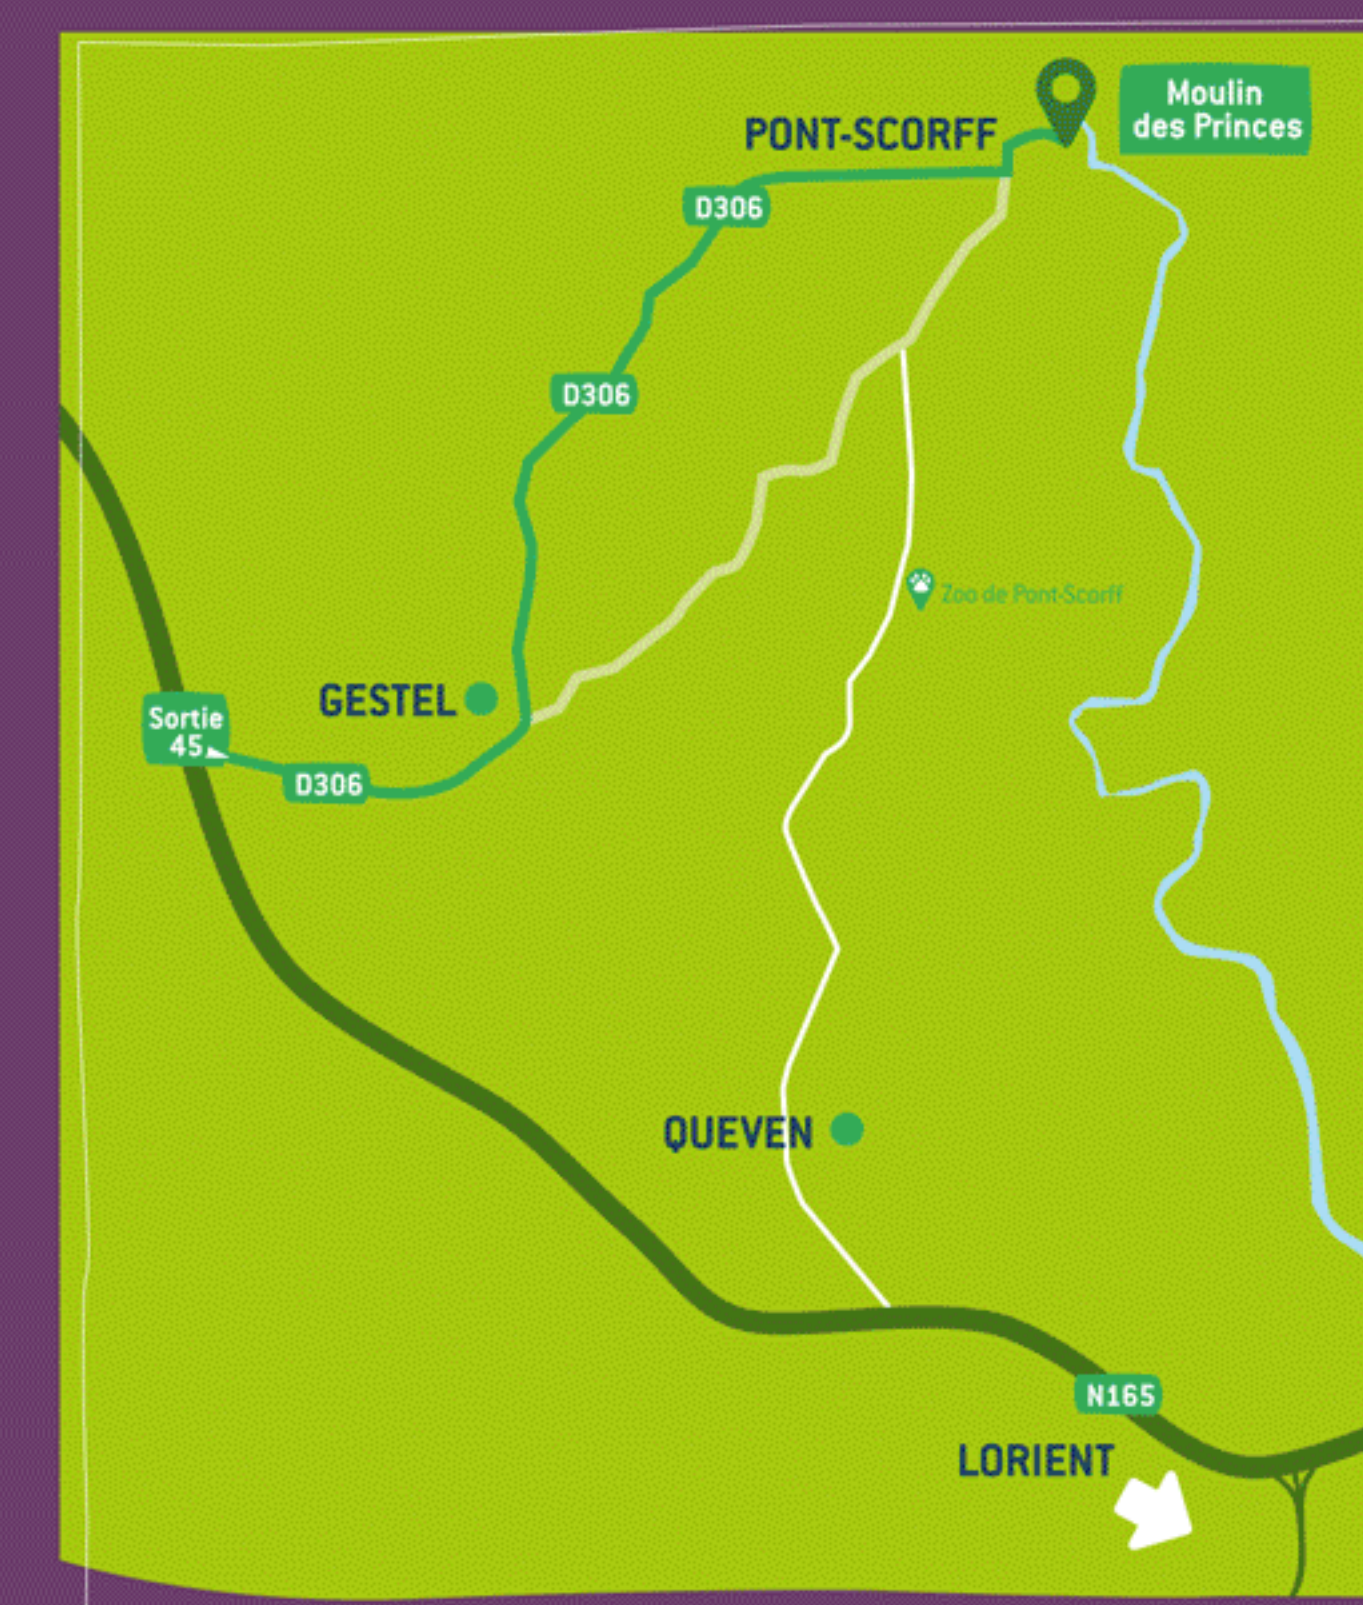 Moulin
des Princes
PONT-SCORFF
D306
D306
Zoo de Pont-Scorff
GESTEL
Sortie
45
D306
QUEVEN
N165
LORIENT